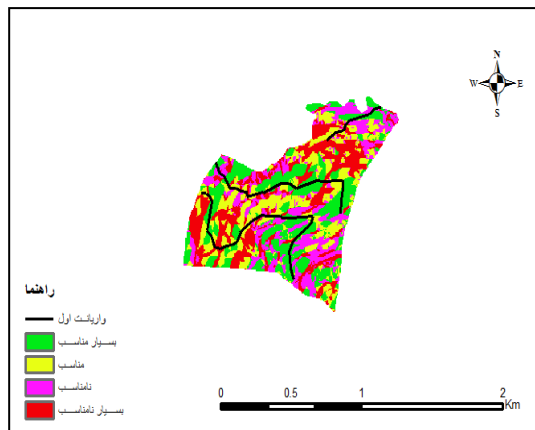 N
W E
S
راهنما
واریانت اول
بسیار مناسب
مناسب
نامناسب
بسیار نامناسب
0 0.5 1 2
Km